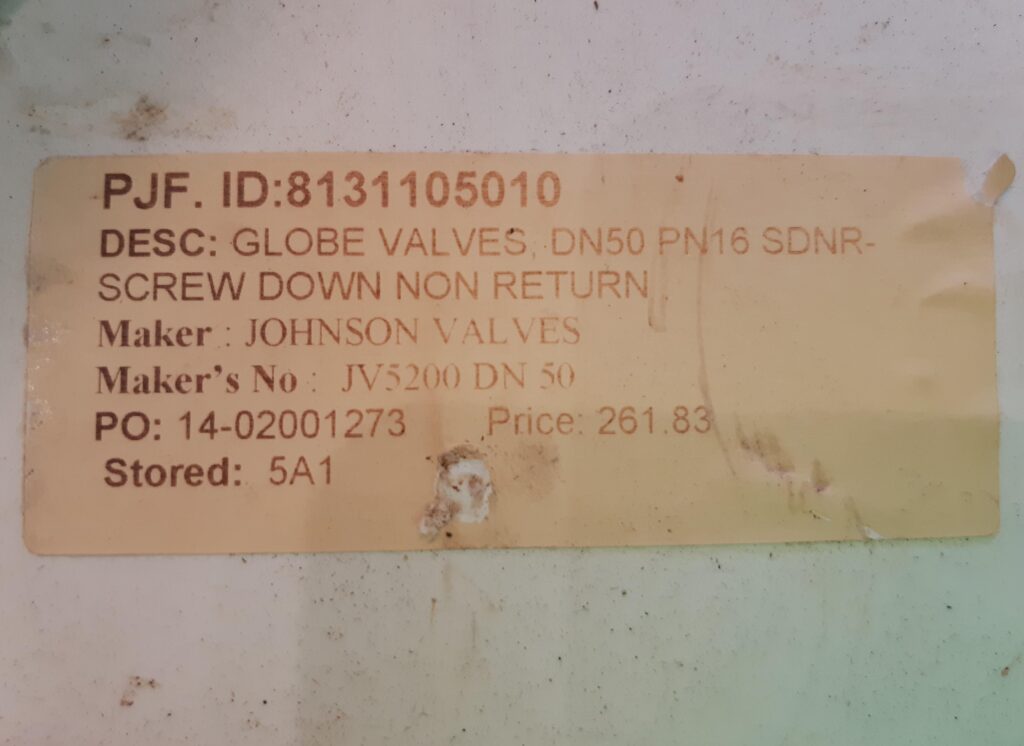 PJF. ID:8131105010
DESC: GLOBE VALVES, DN50 PN16 SDNR-
SCREW DOWN NON RETURN
Maker : JOHNSON VALVES
Maker's No : JV5200 DN 50
PO: 14-02001273 Price: 261.83
Stored: 5A1